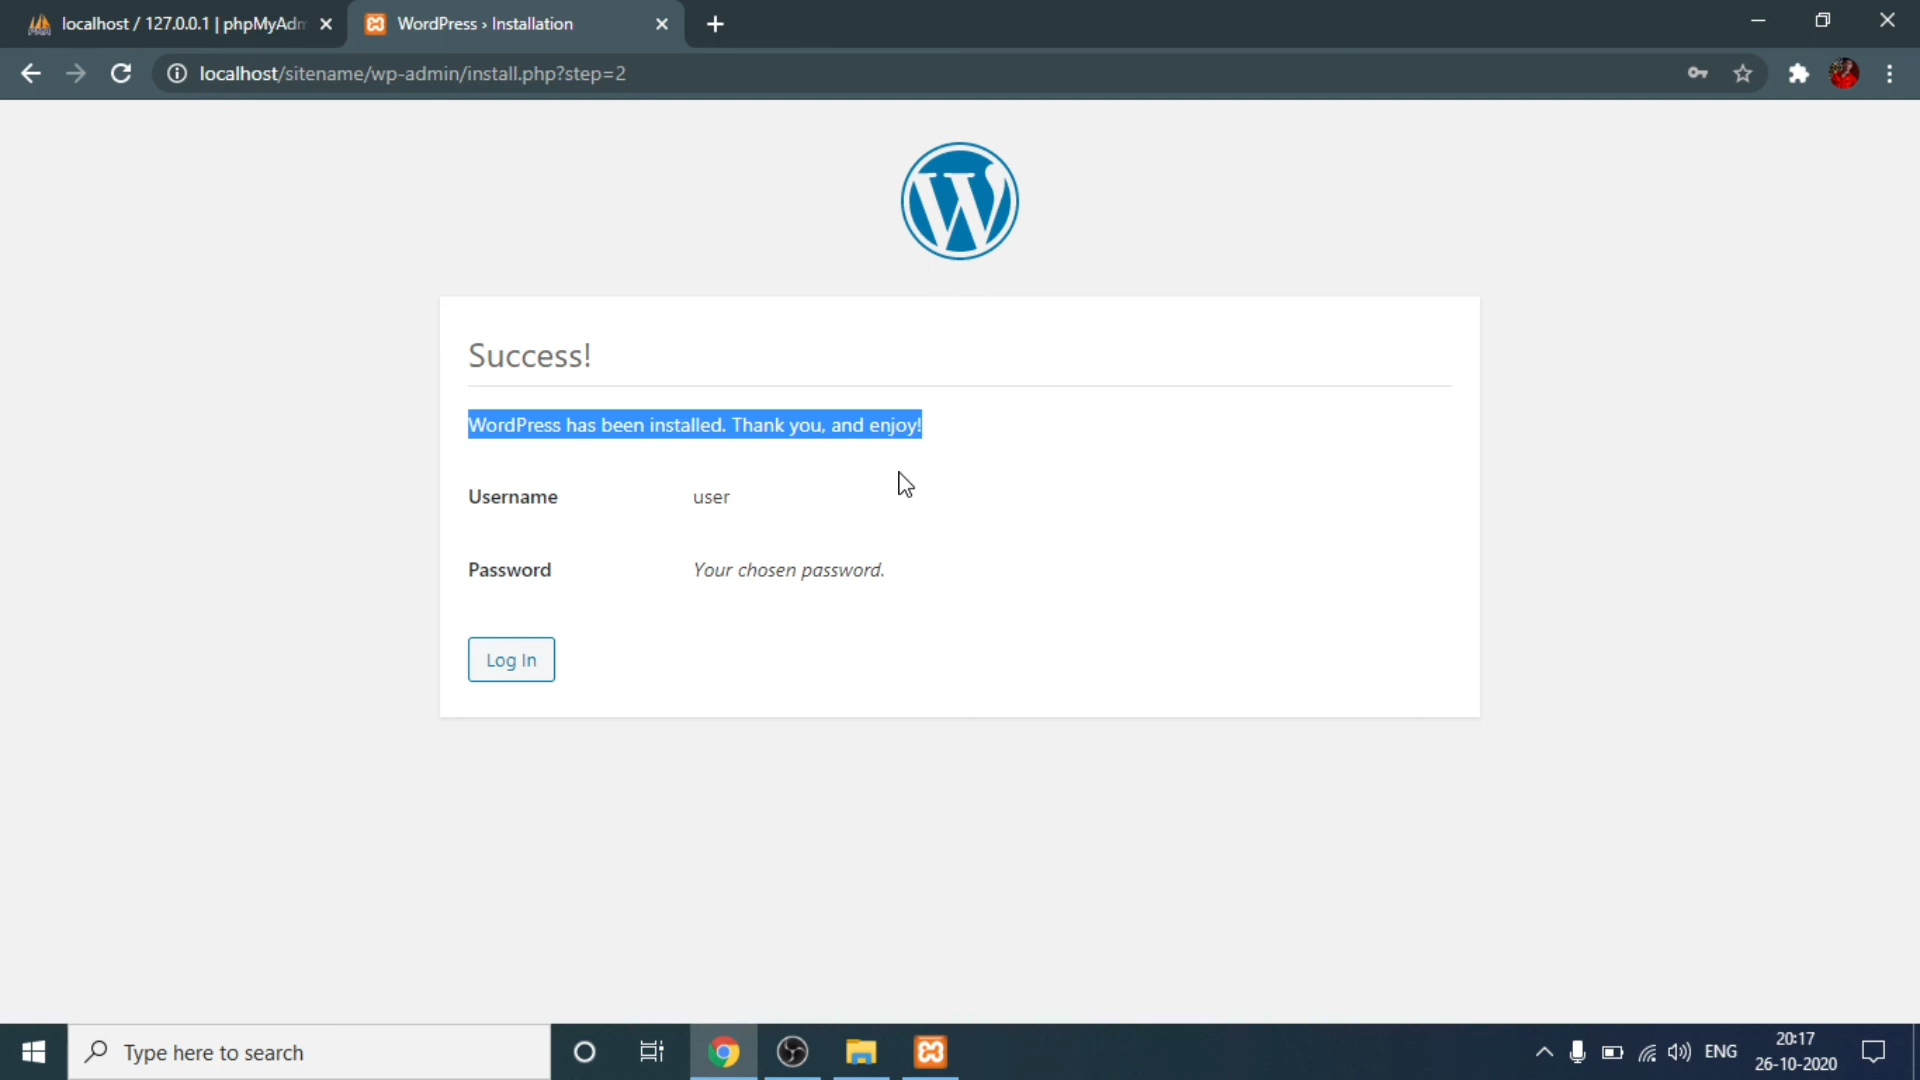 localhost / 127.0.0.1 | phpMyAdm
WordPress › Installation
localhost/sitename/wp-admin/install.php?step=2
Success!
WordPress has been installed. Thank you, and enjoy!
Username user
Password Your chosen password.
Log In
Type here to search
ENG
20:17
26-10-2020